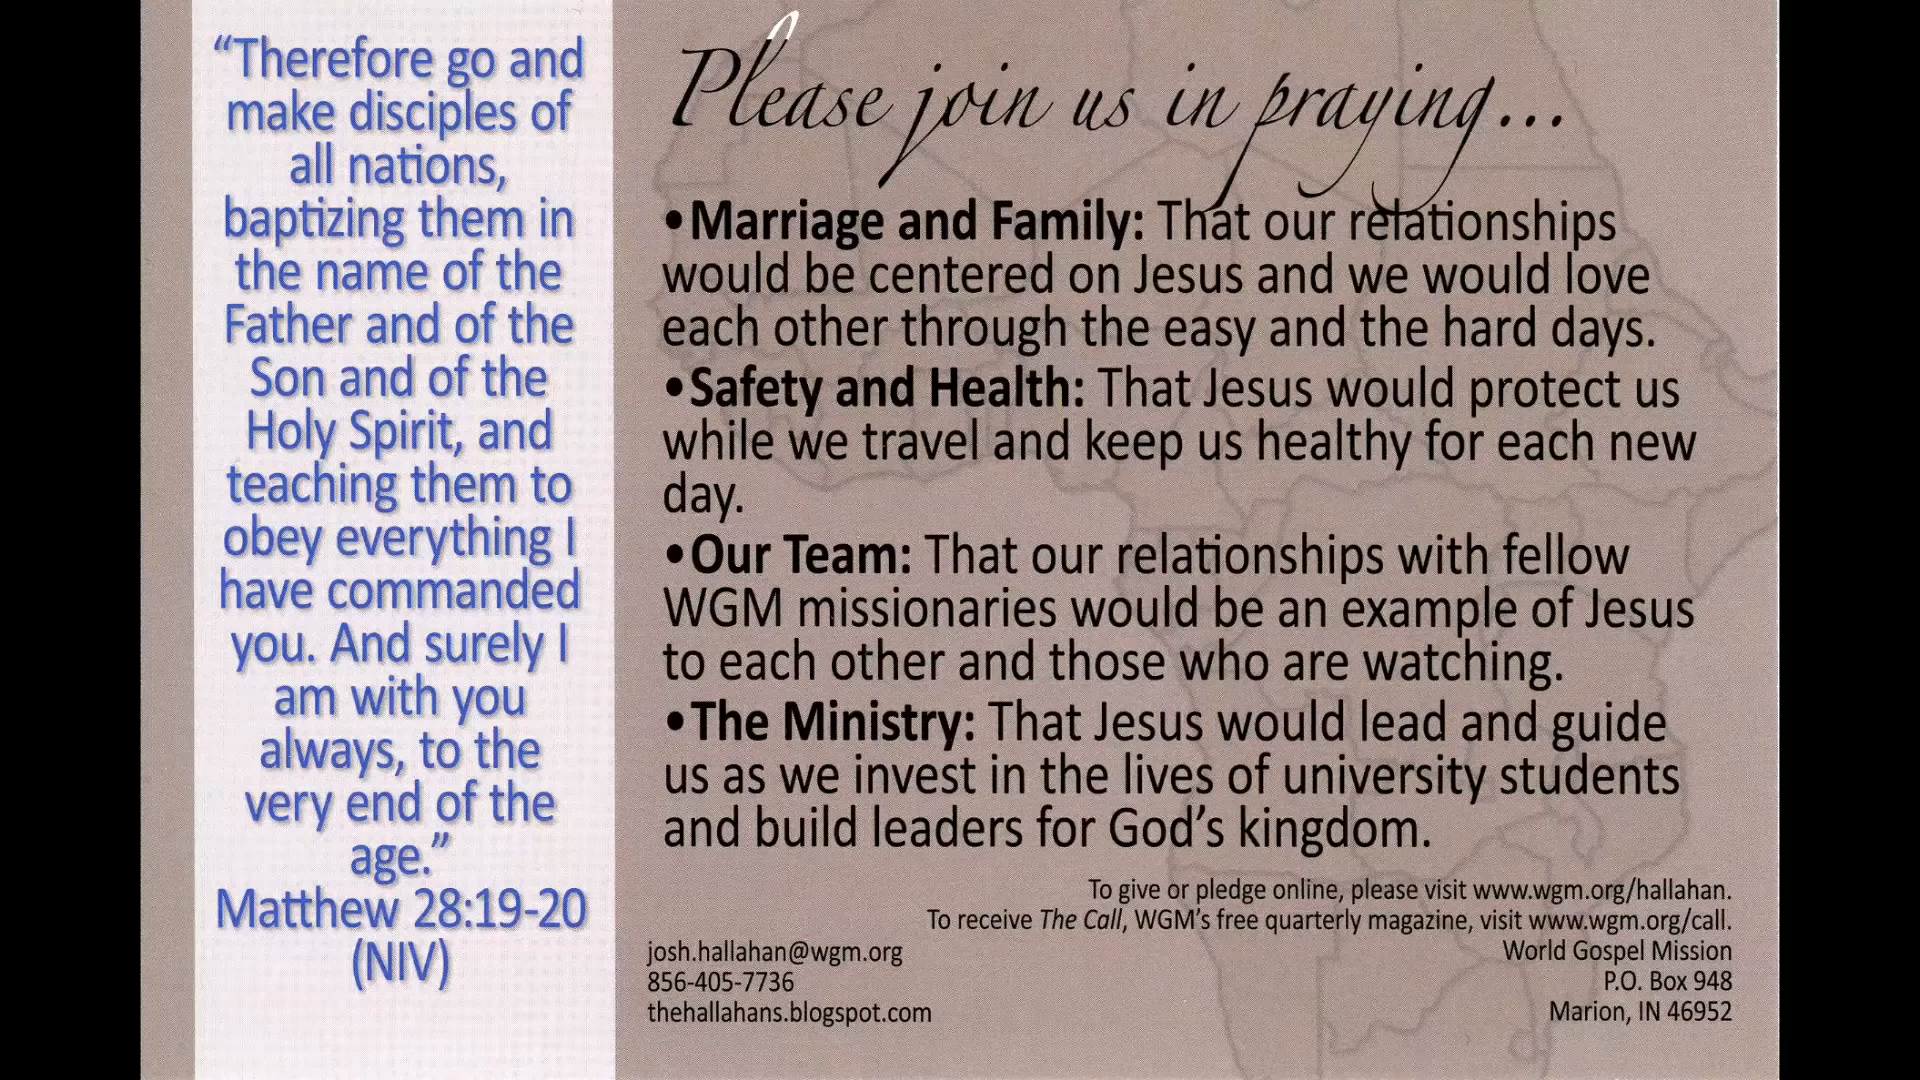 “Therefore go and
make disciples of
all nations,
baptizing them in
the name of the
Father and of the
Son and of the
Holy Spirit, and
teaching them to
obey everything I
have commanded
you. And surely I
am with you
always, to the
very end of the
age.”
Matthew 28:19-20
(NIV)
Please join us in praying...
•Marriage and Family: That our relationships
would be centered on Jesus and we would love
each other through the easy and the hard days.
•Safety and Health: That Jesus would protect us
while we travel and keep us healthy for each new
day.
•Our Team: That our relationships with fellow
WGM missionaries would be an example of Jesus
to each other and those who are watching.
•The Ministry: That Jesus would lead and guide
us as we invest in the lives of university students
and build leaders for God’s kingdom.
To give or pledge online, please visit www.wgm.org/hallahan.
To receive The Call, WGM’s free quarterly magazine, visit www.wgm.org/call.
josh.hallahan@wgm.org
856-405-7736
thehallahans.blogspot.com
World Gospel Mission
P.O. Box 948
Marion, IN 46952